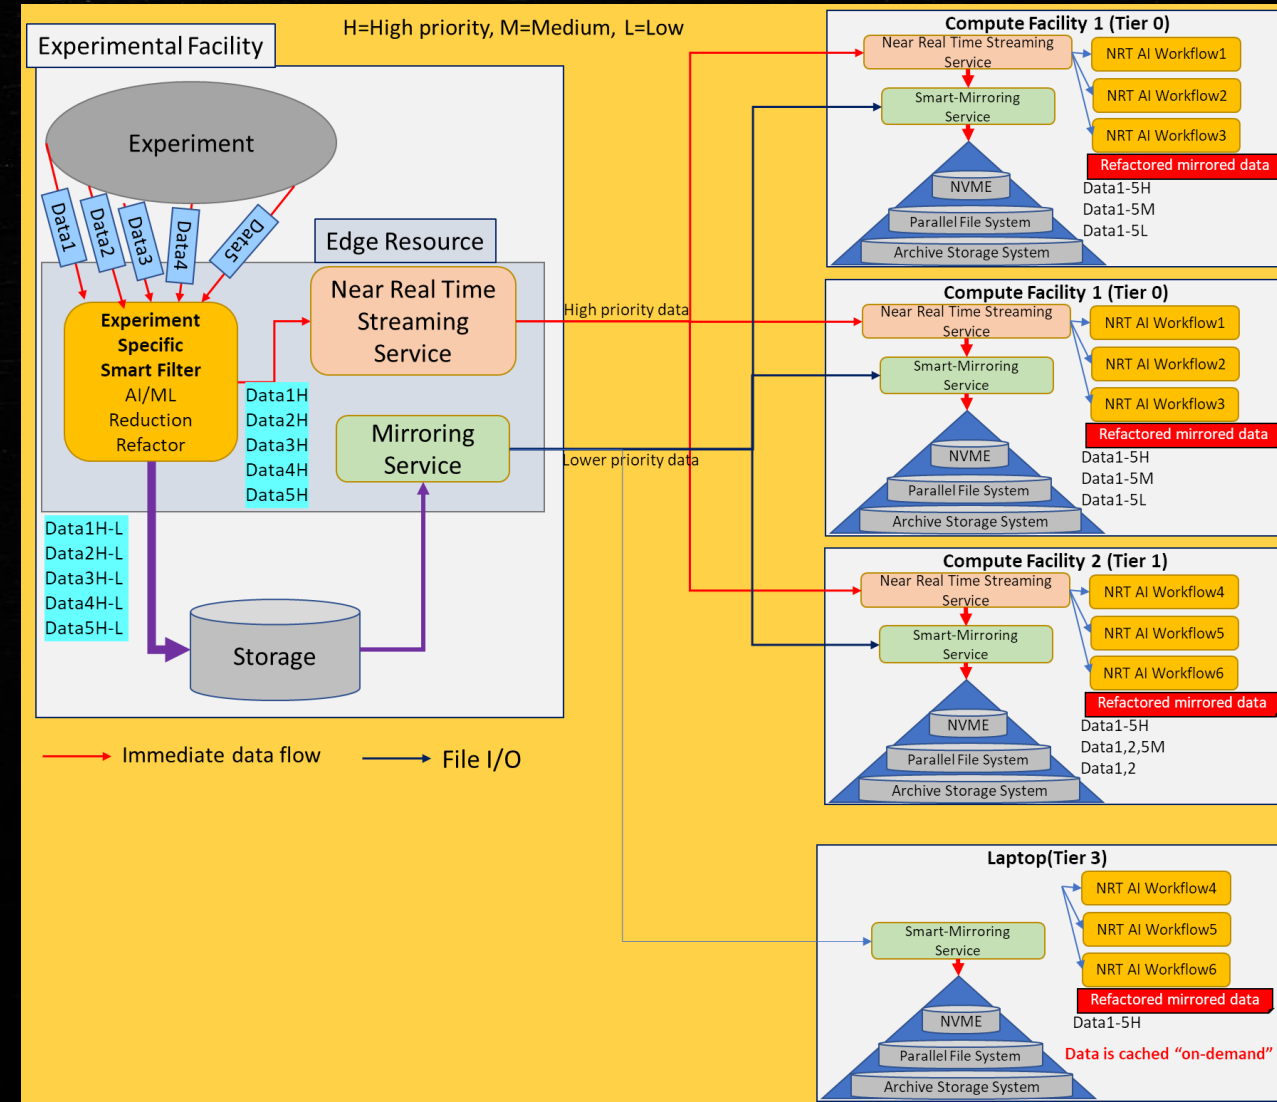 H=High priority, M=Medium, L=Low
Experimental Facility
Experiment
Data1
Data2
Data3
Data4
Data5
Edge Resource
Experiment
Specific
Smart Filter
AI/ML
Reduction
Refactor
Near Real Time
Streaming
Service
Data1H
Data2H
Data3H
Data4H
Data5H
Mirroring
Service
Data1H-L
Data2H-L
Data3H-L
Data4H-L
Data5H-L
Storage
High priority data
Lower priority data
Immediate data flow
File I/O
Compute Facility 1 (Tier 0)
Near Real Time Streaming
Service
Smart-Mirroring
Service
NVME
Parallel File System
Archive Storage System
NRT AI Workflow1
NRT AI Workflow2
NRT AI Workflow3
Refactored mirrored data
Data1-5H
Data1-5M
Data1-5L
Compute Facility 1 (Tier 0)
Near Real Time Streaming
Service
Smart-Mirroring
Service
NVME
Parallel File System
Archive Storage System
NRT AI Workflow1
NRT AI Workflow2
NRT AI Workflow3
Refactored mirrored data
Data1-5H
Data1-5M
Data1-5L
Compute Facility 2 (Tier 1)
Near Real Time Streaming
Service
Smart-Mirroring
Service
NVME
Parallel File System
Archive Storage System
NRT AI Workflow4
NRT AI Workflow5
NRT AI Workflow6
Refactored mirrored data
Data1-5H
Data1,2,5M
Data1,2
Laptop(Tier 3)
Smart-Mirroring
Service
NVME
Parallel File System
Archive Storage System
NRT AI Workflow4
NRT AI Workflow5
NRT AI Workflow6
Refactored mirrored data
Data1-5H
Data is cached “on-demand”